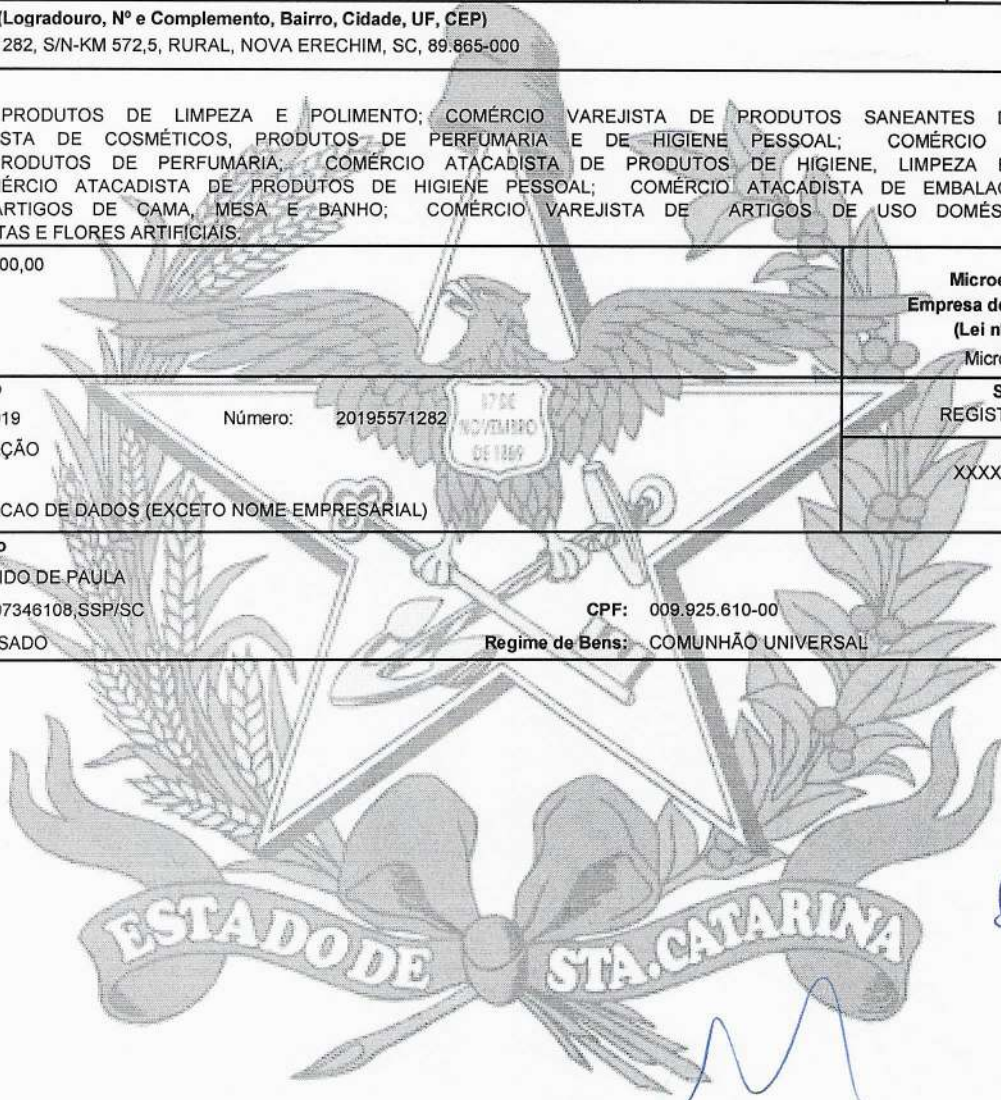 (Logradouro, Nº e Complemento, Bairro, Cidade, UF, CEP)
282, S/N-KM 572,5, RURAL, NOVA ERECHIM, SC, 89.865-000
PRODUTOS DE LIMPEZA E POLIMENTO; COMÉRCIO VAREJISTA DE PRODUTOS SANEANTES D
STA DE COSMÉTICOS, PRODUTOS DE PERFUMARIA E DE HIGIENE PESSOAL; COMÉRCIO
RODUTOS DE PERFUMARIA; COMÉRCIO ATACADISTA DE PRODUTOS DE HIGIENE, LIMPEZA E
MÉRCIO ATACADISTA DE PRODUTOS DE HIGIENE PESSOAL; COMÉRCIO ATACADISTA DE EMBALAG
ARTIGOS DE CAMA, MESA E BANHO; COMÉRCIO VAREJISTA DE ARTIGOS DE USO DOMÉS
TAS E FLORES ARTIFICIAIS.
00,00
Microe
Empresa de
(Lei n
Micro
19 Número: 20195571282
S
REGIST
ÇÃO
XXXX
CAO DE DADOS (EXCETO NOME EMPRESARIAL)
17 DE
NOVEMBRO
DE 1889
o
IDO DE PAULA
07346108,SSP/SC CPF: 009.925.610-00
SADO Regime de Bens: COMUNHÃO UNIVERSAL
ESTADO DE STA.CATARINA